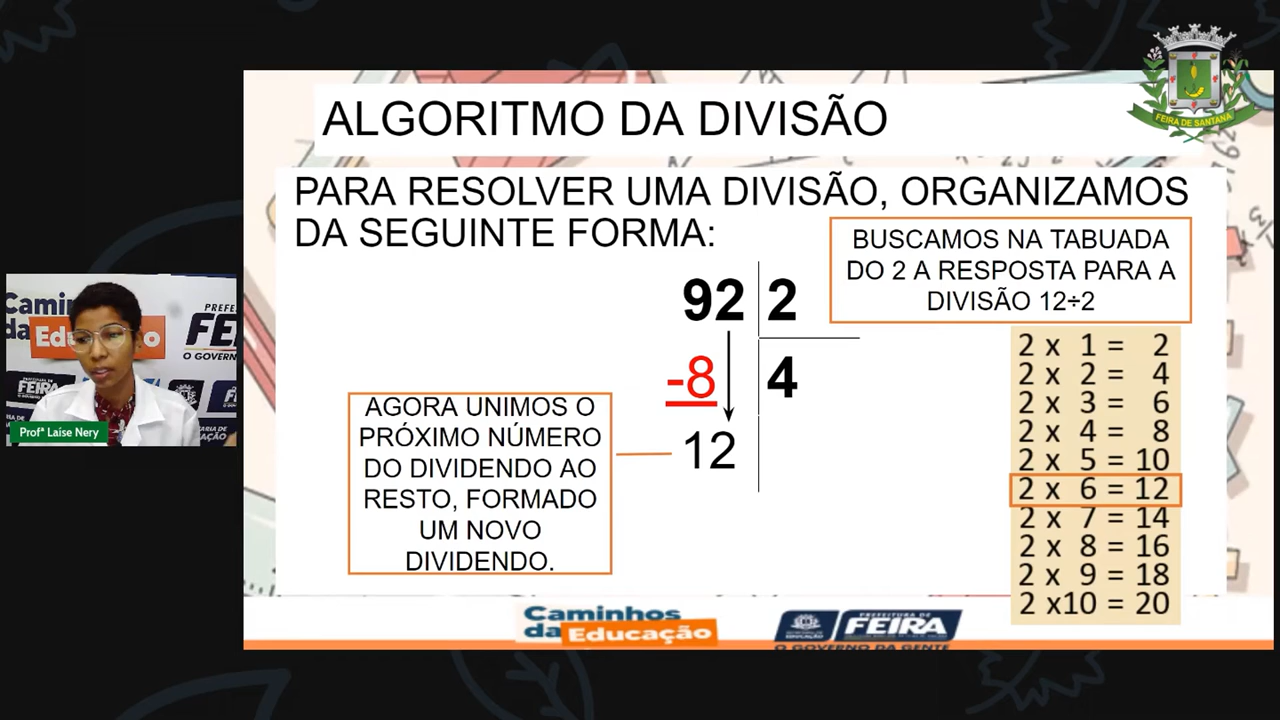 FEIRA DE SANTANA
ALGORITMO DA DIVISÃO
PARA RESOLVER UMA DIVISÃO, ORGANIZAMOS
DA SEGUINTE FORMA:
BUSCAMOS NA TABUADA
DO 2 A RESPOSTA PARA A
DIVISÃO 12÷2
92 2
-8 4
12
AGORA UNIMOS O
PRÓXIMO NÚMERO
DO DIVIDENDO AO
RESTO, FORMADO
UM NOVO
DIVIDENDO.
2 x 1 = 2
2 x 2 = 4
2 x 3 = 6
2 x 4 = 8
2 x 5 = 10
2 x 6 = 12
2 x 7 = 14
2 x 8 = 16
2 x 9 = 18
2 x10 = 20
Profª Laíse Nery
Caminhos
da Educação
PREFEITURA DE
FEIRA
O GOVERNO DA GENTE